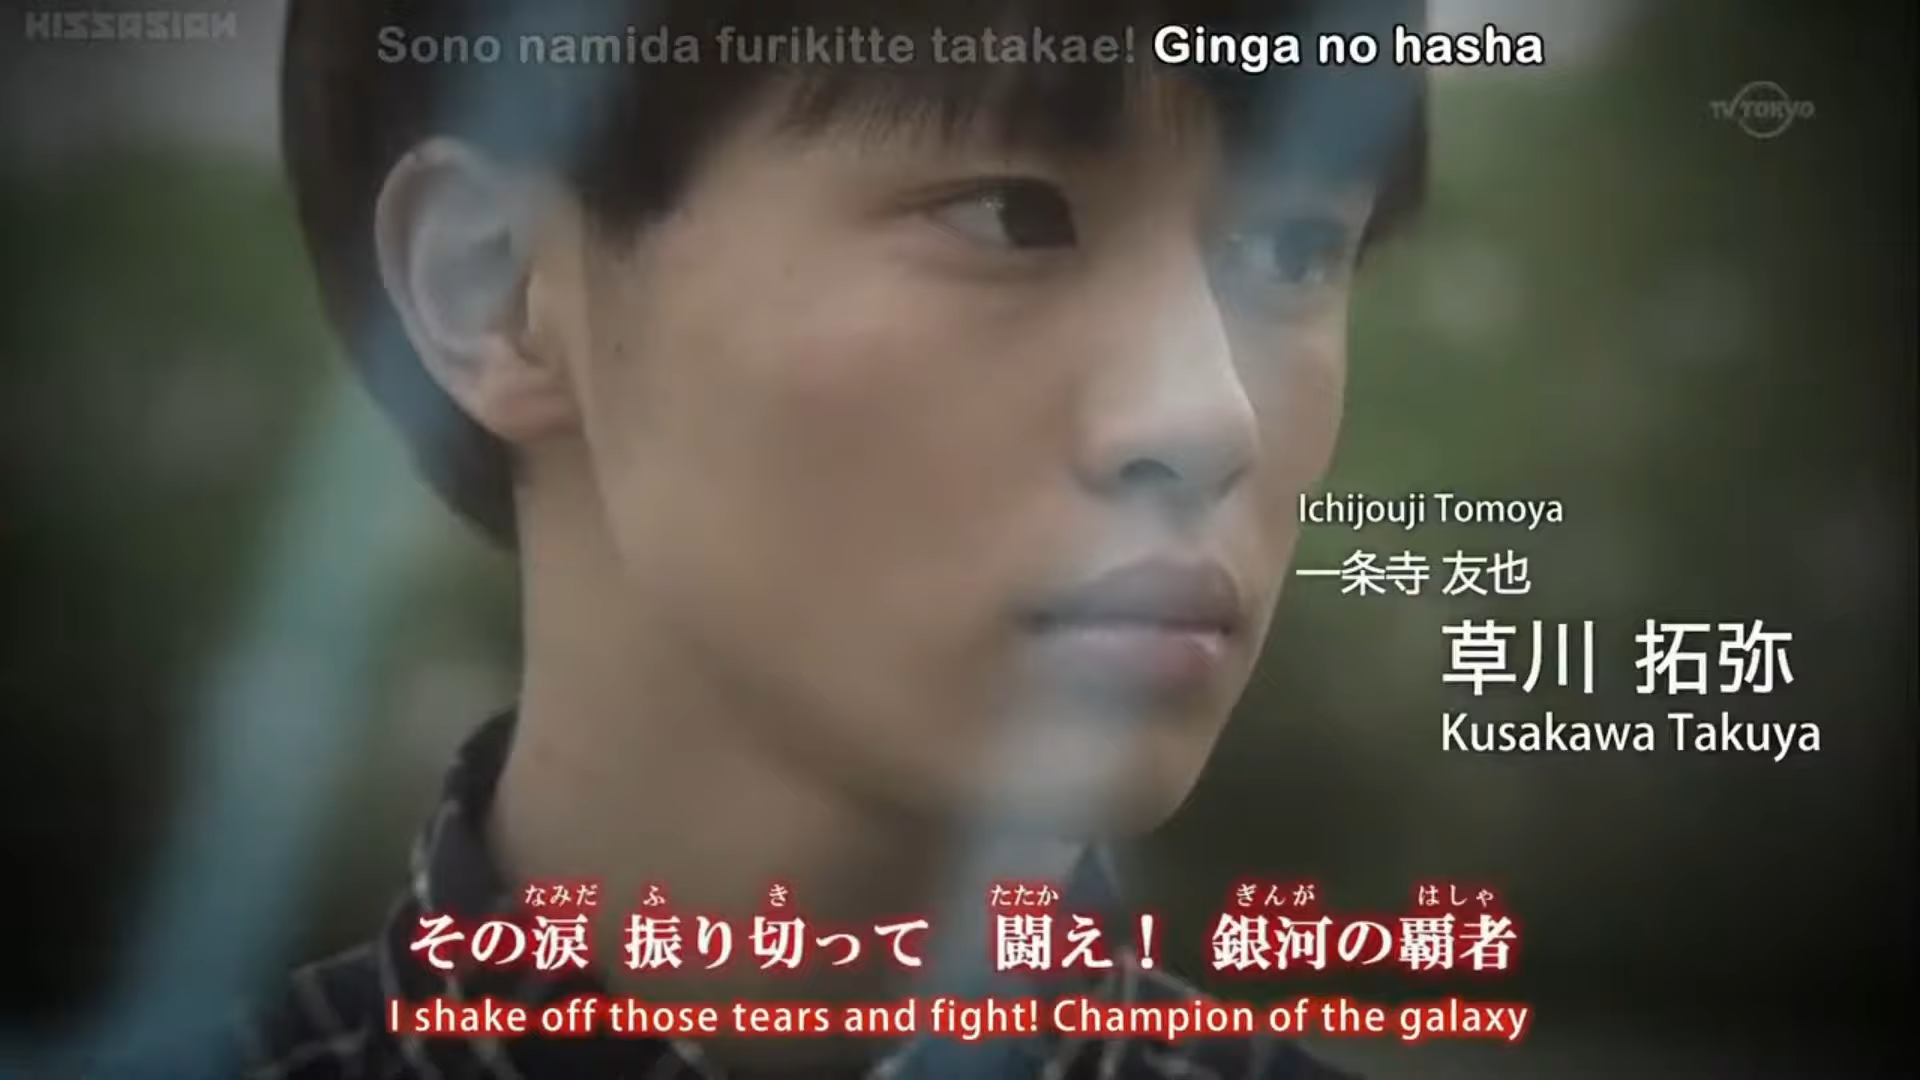 KISSASIAN
Sono namida furikitte tatakae! Ginga no hasha
TV TOKYO
Ichijouji Tomoya
一条寺 友也
草川 拓弥
Kusakawa Takuya
なみだ ふ き たたか ぎんが はしゃ
その涙 振り切って 闘え! 銀河の覇者
I shake off those tears and fight! Champion of the galaxy